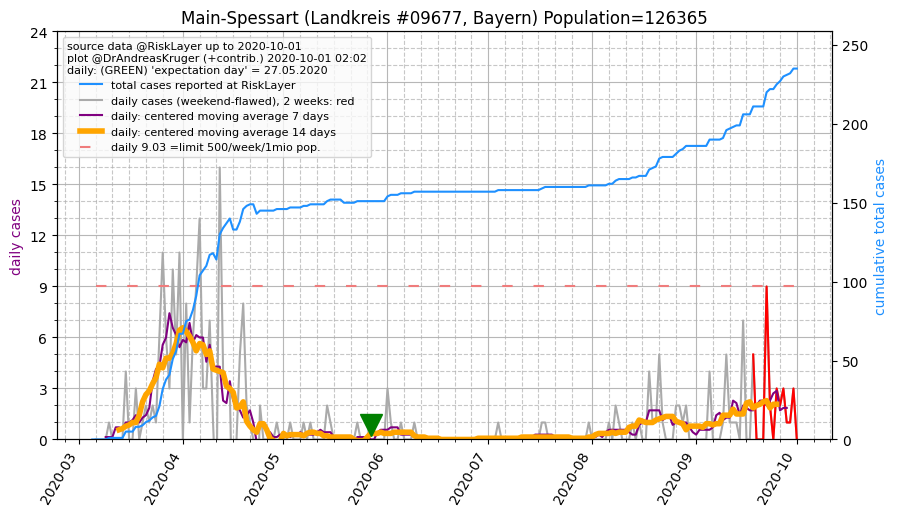 Main-Spessart (Landkreis #09677, Bayern) Population=126365
source data @RiskLayer up to 2020-10-01
plot @DrAndreasKruger (+contrib.) 2020-10-01 02:02
daily: (GREEN) 'expectation day' = 27.05.2020
total cases reported at RiskLayer
daily cases (weekend-flawed), 2 weeks: red
daily: centered moving average 7 days
daily: centered moving average 14 days
daily 9.03 =limit 500/week/1mio pop.
daily cases
24
21
18
15
12
9
6
3
0
250
200
150
100
50
0
cumulative total cases
2020-03
2020-04
2020-05
2020-06
2020-07
2020-08
2020-09
2020-10